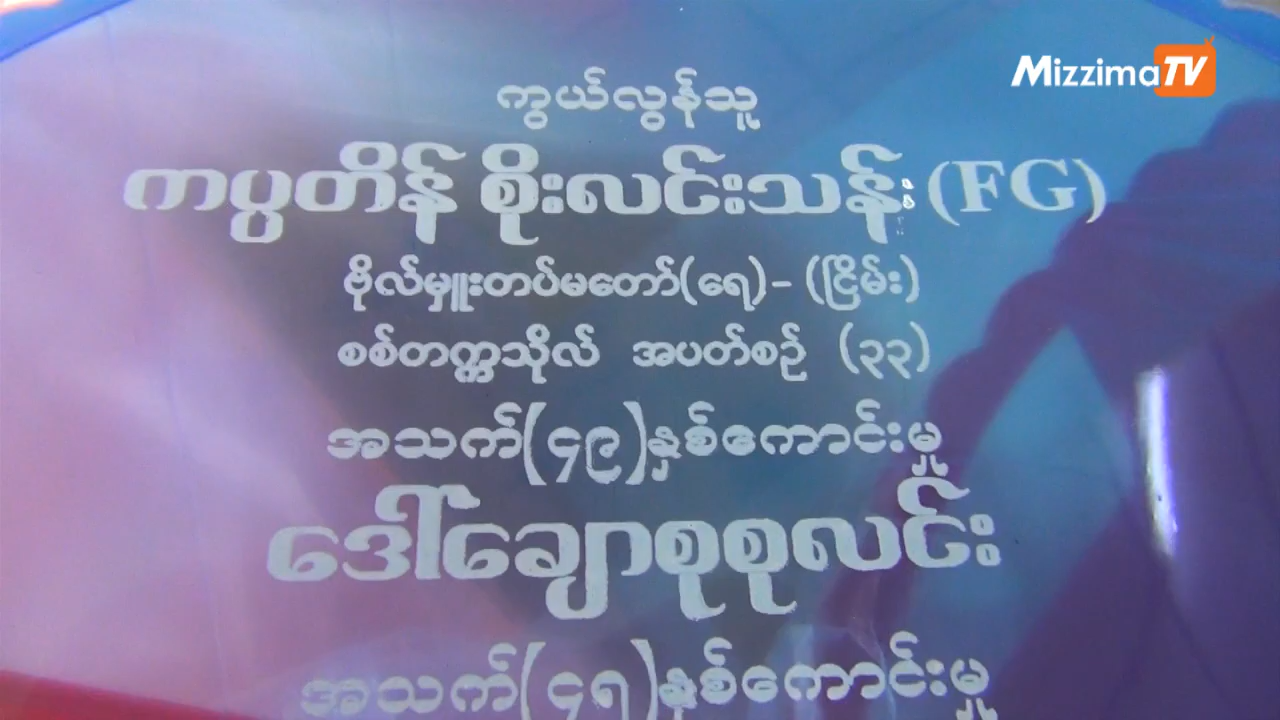 MizzimaTV
ကွယ်လွန်သူ
ကပ္ပတိန် စိုးလင်းသန်း (FG)
ဗိုလ်မှူးတပ်မတော်(ရေ)- (ငြိမ်း)
စစ်တက္ကသိုလ် အပတ်စဉ် (၃၃)
အသက်(၄၉)နှစ်ကောင်းမှု
ဒေါ်ချောစုစုလင်း
အသက်(၄၅)နှစ်ကောင်းမှု